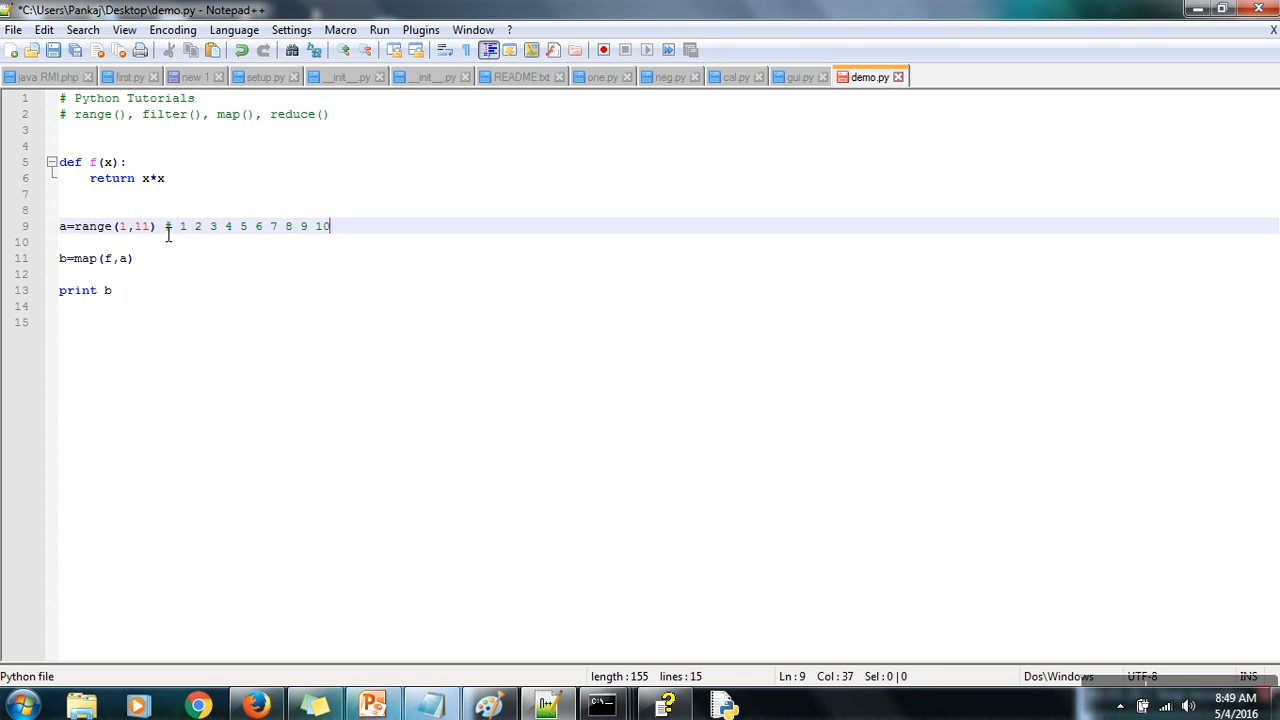 *C:\Users\Pankaj\Desktop\demo.py - Notepad++
File Edit Search View Encoding Language Settings Macro Run Plugins Window ? X
java RMI.php first.py new 1 setup.py __init__.py __init__.py README.txt one.py neg.py cal.py gui.py demo.py
1 # Python Tutorials
2 # range(), filter(), map(), reduce()
3
4
5 def f(x):
6 return x*x
7
8
9 a=range(1,11) # 1 2 3 4 5 6 7 8 9 10
10
11 b=map(f,a)
12
13 print b
14
15
Python file length : 155 lines : 15 Ln : 9 Col : 37 Sel : 0 | 0 Dos\Windows UTF-8 INS
8:49 AM
5/4/2016